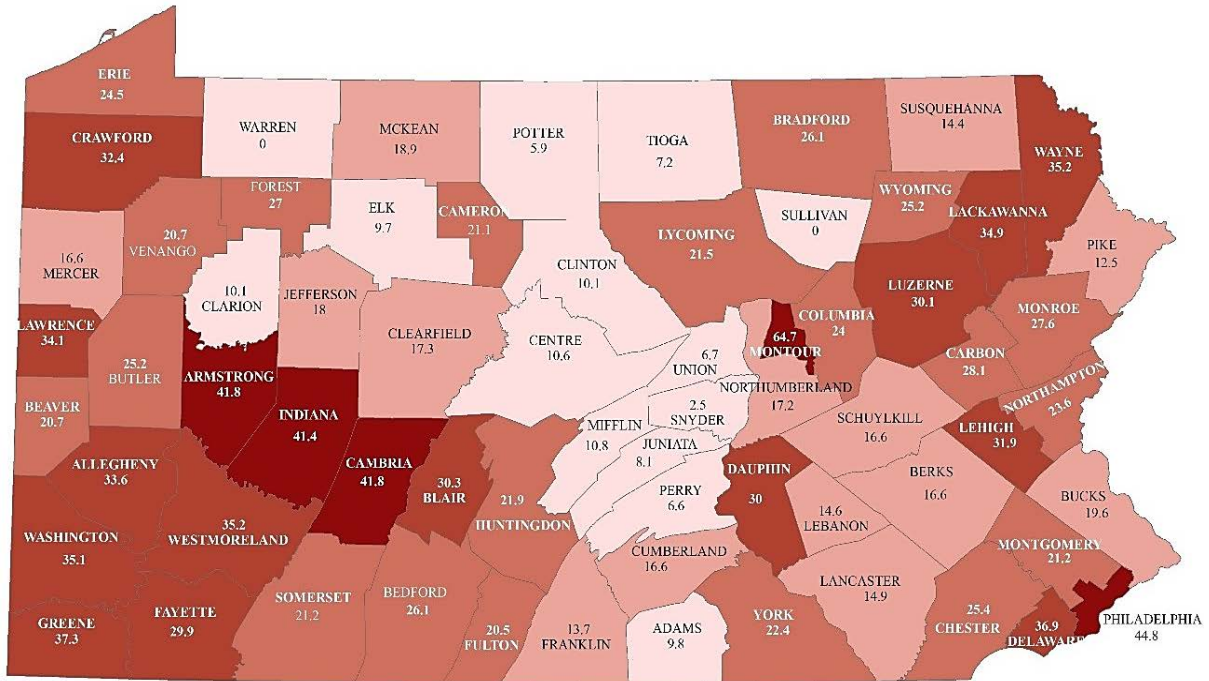 ERIE
24.5
CRAWFORD
32.4
WARREN
0
MCKEAN
18.9
POTTER
5.9
TIOGA
7.2
BRADFORD
26.1
SUSQUEHANNA
14.4
WAYNE
35.2
FOREST
27
ELK
9.7
CAMERON
21.1
WYOMING
25.2
LACKAWANNA
34.9
SULLIVAN
0
LYCOMING
21.5
PIKE
12.5
20.7
VENANGO
16.6
MERCER
10.1
CLARION
JEFFERSON
18
CLINTON
10.1
LUZERNE
30.1
MONROE
27.6
LAWRENCE
34.1
CLEARFIELD
17.3
CENTRE
10.6
64.7
MONTOUR
COLUMBIA
24
CARBON
28.1
25.2
BUTLER
ARMSTRONG
41.8
6.7
UNION
NORTHUMBERLAND
17.2
NORTHAMPTON
23.6
BEAVER
20.7
INDIANA
41.4
2.5
SNYDER
SCHUYLKILL
16.6
LEHIGH
31.9
MIFFLIN
10.8
JUNIATA
8.1
ALLEGHENY
33.6
CAMBRIA
41.8
30.3
BLAIR
DAUPHIN
30
BERKS
16.6
BUCKS
19.6
21.9
HUNTINGDON
PERRY
6.6
14.6
LEBANON
WASHINGTON
35.1
35.2
WESTMORELAND
CUMBERLAND
16.6
MONTGOMERY
21.2
LANCASTER
14.9
SOMERSET
21.2
BEDFORD
26.1
GREENE
37.3
FAYETTE
29.9
20.5
FULTON
13.7
FRANKLIN
ADAMS
9.8
YORK
22.4
25.4
CHESTER
36.9
DELAWARE
PHILADELPHIA
44.8